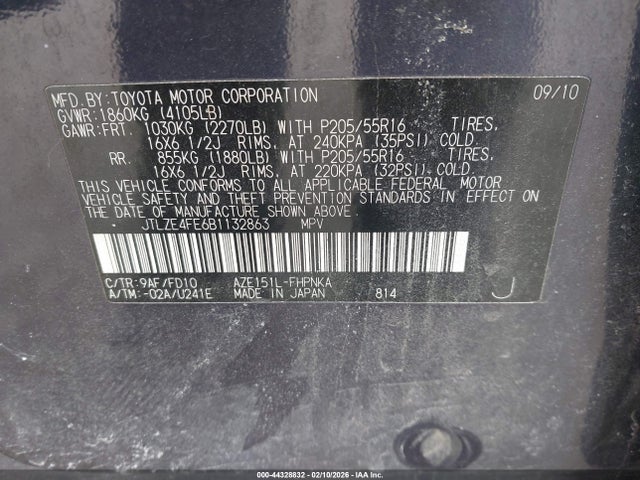 MFD.BY:TOYOTA MOTOR CORPORATION 09/10
GVWR:1860KG (4105LB)
GAWR:FRT. 1030KG (2270LB) WITH P205/55R16 TIRES,
16X6 1/2J RIMS, AT 240KPA (35PSI) COLD.
RR. 855KG (1880LB) WITH P205/55R16 TIRES,
16X6 1/2J RIMS, AT 220KPA (32PSI) COLD.
THIS VEHICLE CONFORMS TO ALL APPLICABLE FEDERAL MOTOR
VEHICLE SAFETY AND THEFT PREVENTION STANDARDS IN EFFECT ON
THE DATE OF MANUFACTURE SHOWN ABOVE.
JTLZE4FE6B1132863 MPV
C/TR:9AF/FD10 AZE151L-FHPNKA
A/TM:-02A/U241E MADE IN JAPAN 814 J
000-44328832 - 02/10/2026 - Copart, Inc.